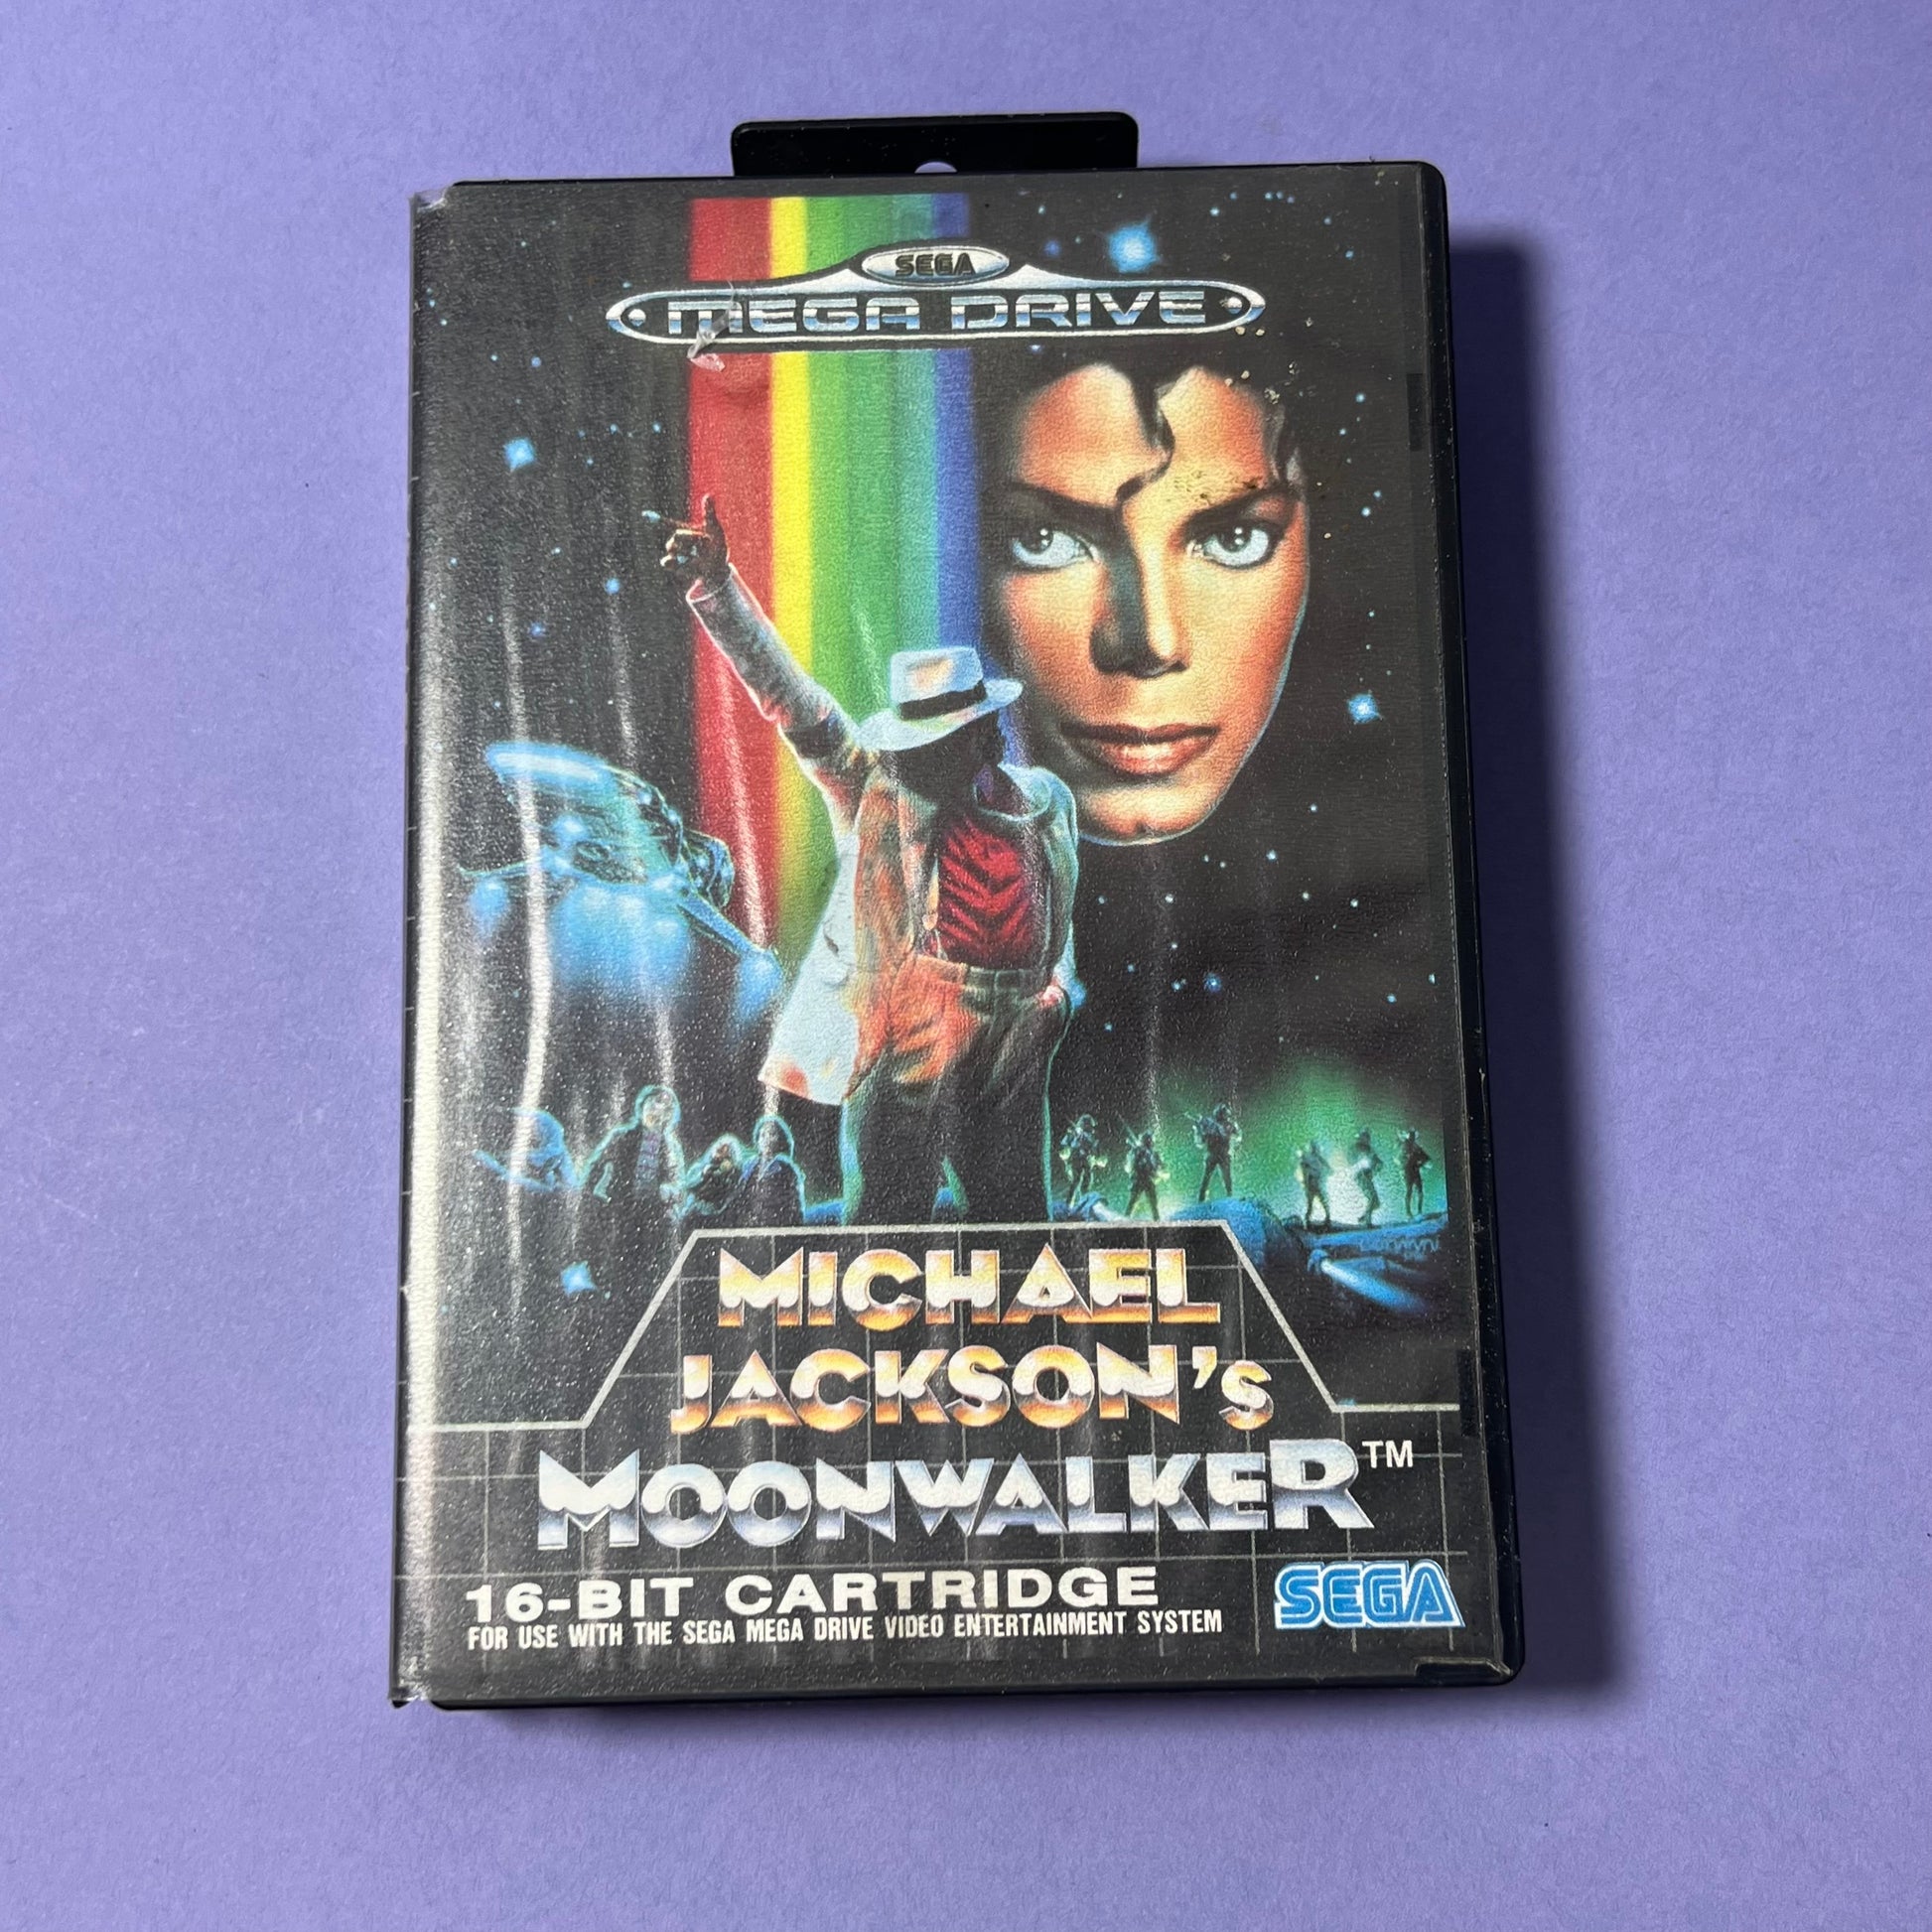 SEGA
MEGA DRIVE
MICHAEL
JACKSON'S
MOONWALKER™
16-BIT CARTRIDGE
FOR USE WITH THE SEGA MEGA DRIVE VIDEO ENTERTAINMENT SYSTEM
SEGA